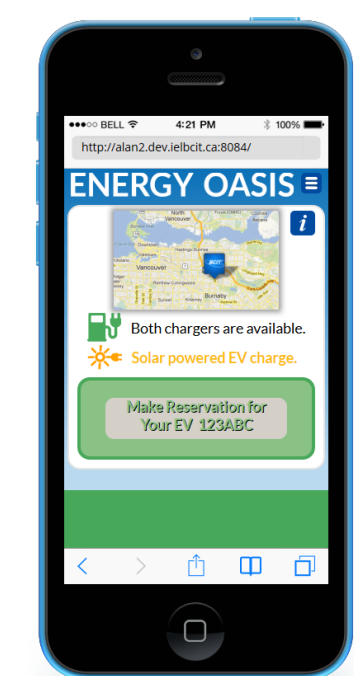 ●●●○○ BELL 4:21 PM 100%
http://alan2.dev.ielbcit.ca:8084/
ENERGY OASIS
i
North
Vancouver
Vancouver
BCIT
Burnaby
Both chargers are available.
Solar powered EV charge.
Make Reservation for
Your EV 123ABC